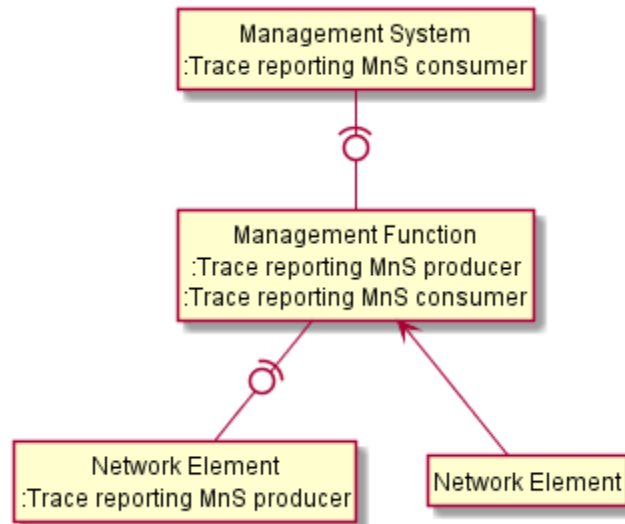 Management System
:Trace reporting MnS consumer
Management Function
:Trace reporting MnS producer
:Trace reporting MnS consumer
Network Element
:Trace reporting MnS producer
Network Element